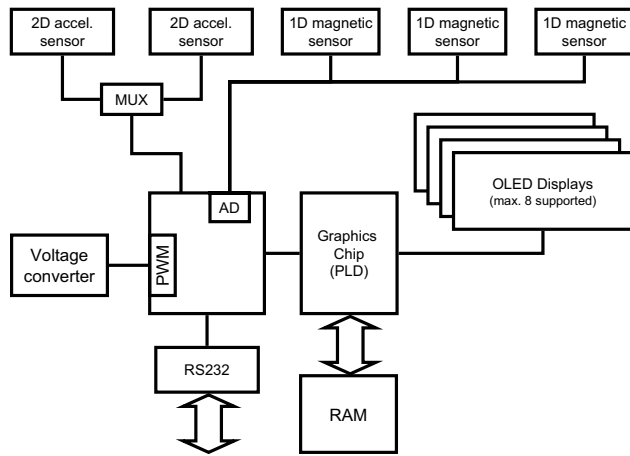 2D accel.
sensor
2D accel.
sensor
1D magnetic
sensor
1D magnetic
sensor
1D magnetic
sensor
MUX
OLED Displays
(max. 8 supported)
AD
Graphics
Chip
(PLD)
Voltage
converter
PWM
RS232
RAM